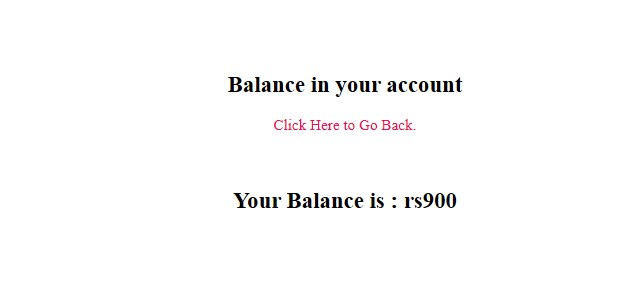 Balance in your account
Click Here to Go Back.
Your Balance is : rs900